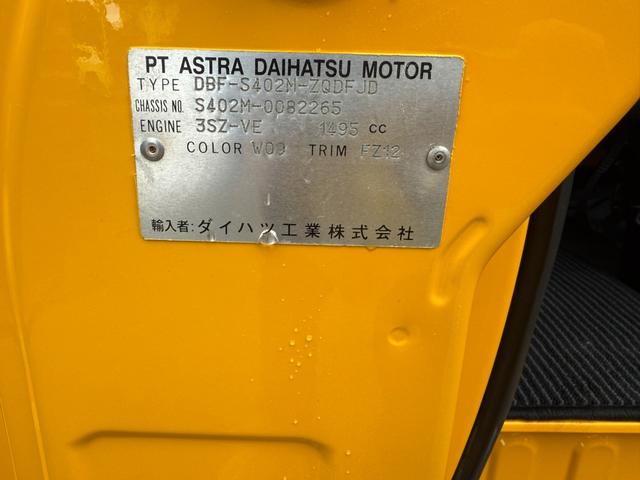 PT ASTRA DAIHATSU MOTOR
TYPE DBF-S402M-ZQDFJD
CHASSIS NO. S402M-0082265
ENGINE 3SZ-VE 1495 CC
COLOR W09 TRIM FZ12
輸入者: ダイハツ工業株式会社